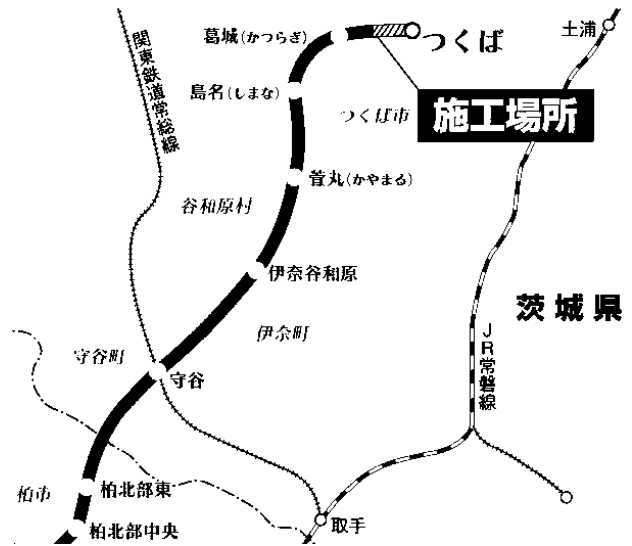 葛城(かつらぎ)
つくば
土浦
関東鉄道常総線
島名(しまな)
つくば市
施工場所
萱丸(かやまる)
谷和原村
伊奈谷和原
茨城県
伊奈町
JR常磐線
守谷町
守谷
柏市
柏北部東
取手
柏北部中央